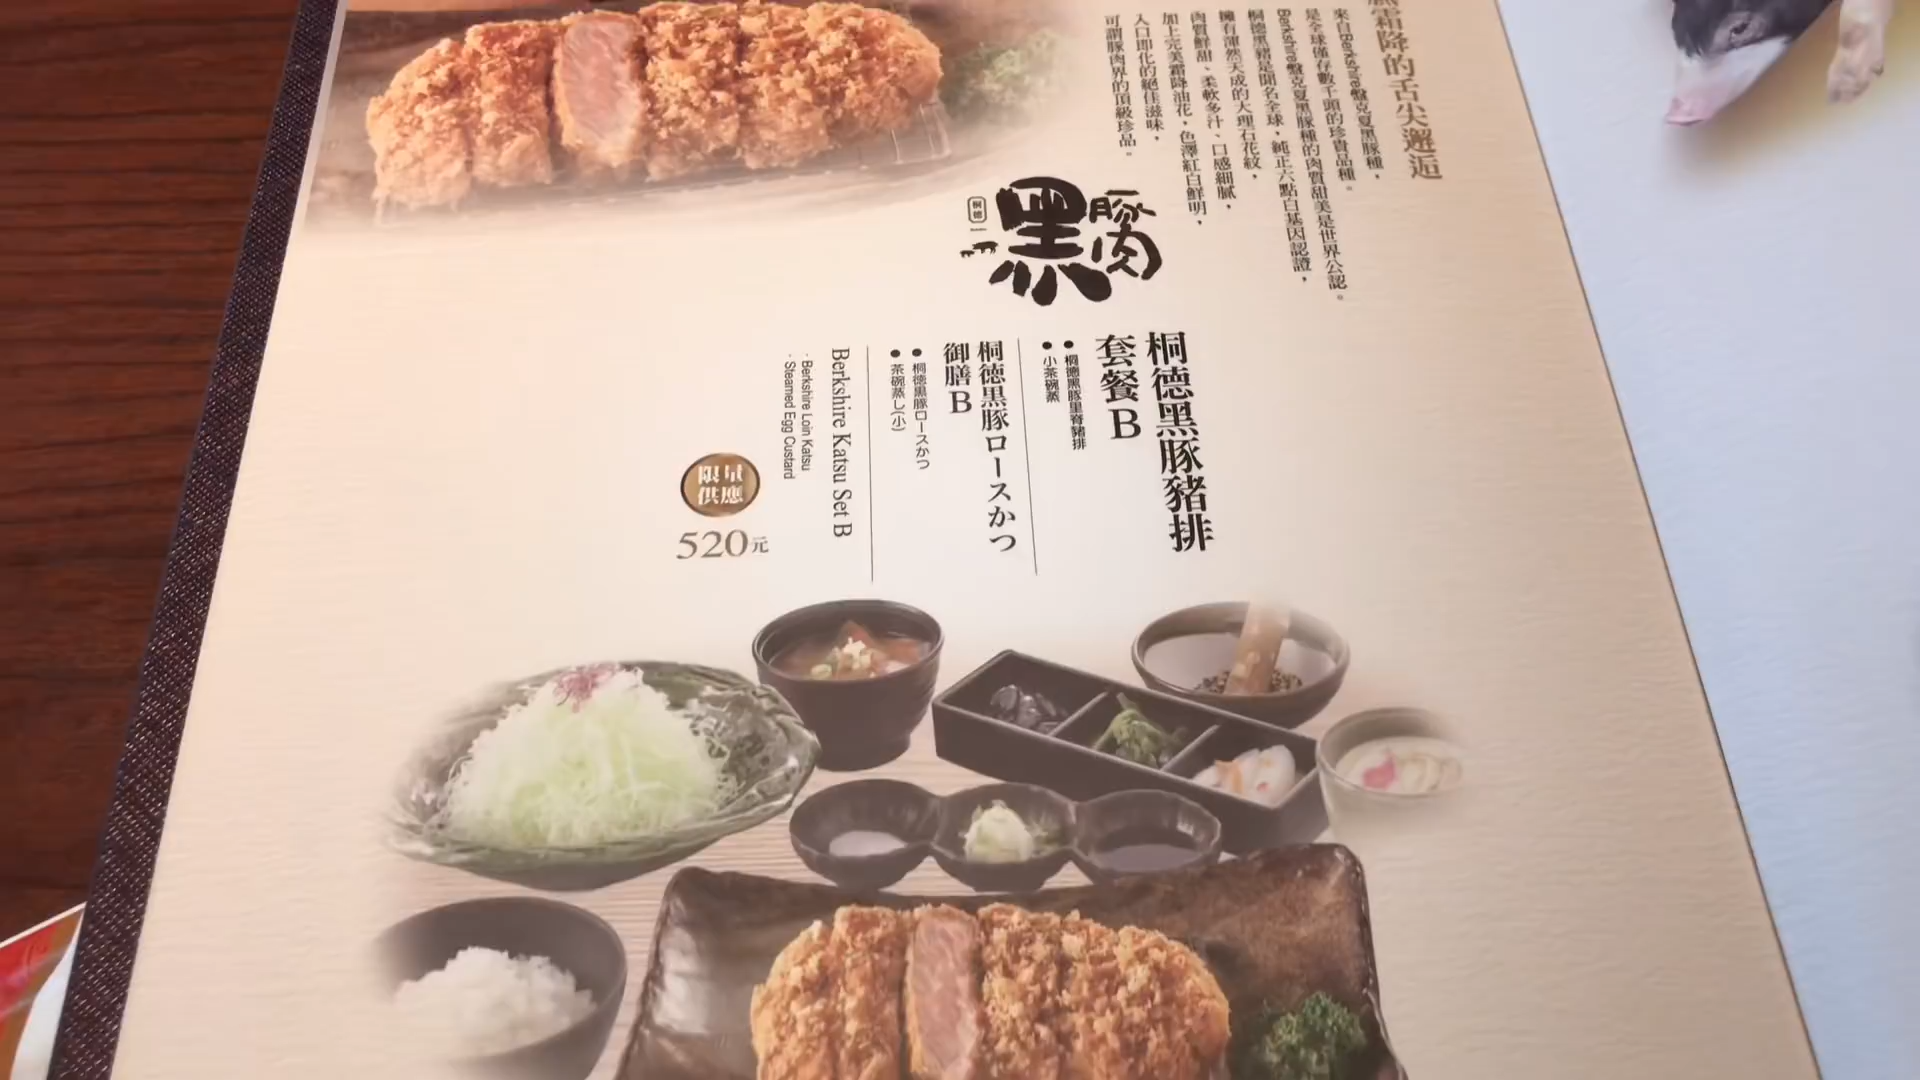 霜降的舌尖邂逅
來自Berkshire盤克夏黑豚種，
是全球僅存數千頭的珍貴品種。
Berkshire盤克夏黑豚種的肉質甜美是世界公認。
桐德黑豬是聞名全球，純正六點白基因認證，
擁有渾然天成的大理石花紋，
肉質鮮甜、柔軟多汁、口感細膩，
加上完美霜降油花，色澤紅白鮮明，
入口即化的絕佳滋味，
可謂豚肉界的頂級珍品。
桐德
黑豚肉
桐德黑豚豬排
套餐B
●桐德黑豚里脊豬排
●小茶碗蒸
桐徳黒豚ロースかつ
御膳B
●桐徳黒豚ロースかつ
●茶碗蒸し(小)
Berkshire Katsu Set B
· Berkshire Loin Katsu
· Steamed Egg Custard
限量
供應
520元